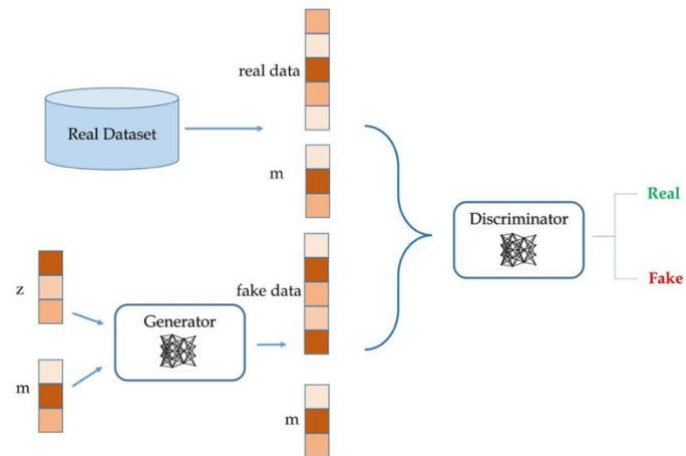 real data
Real Dataset
m
Discriminator
Real
Fake
z
fake data
Generator
m
m